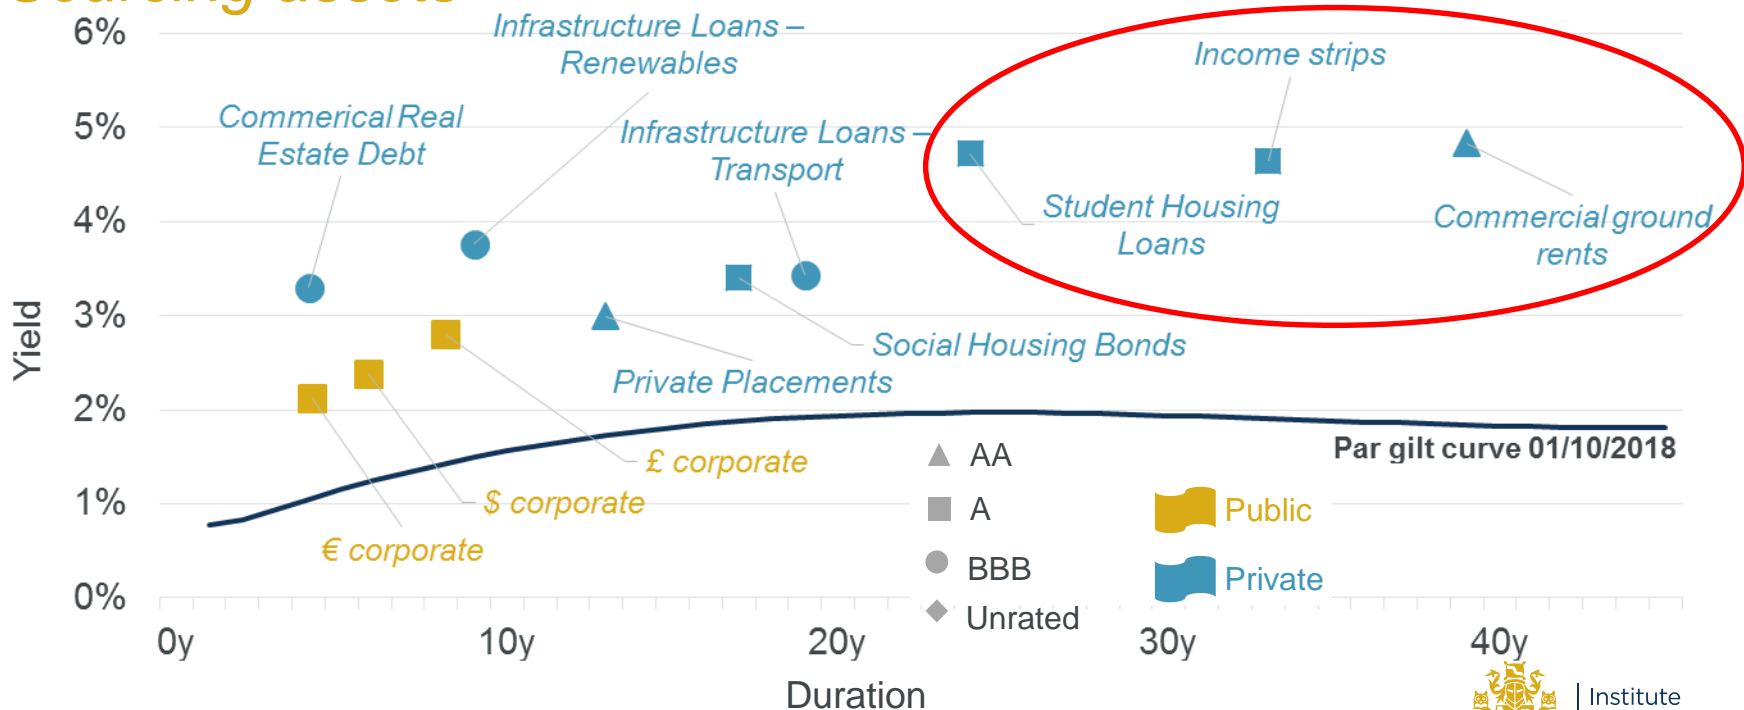 Sourcing assets
6%
5%
4%
3%
2%
1%
0%
Yield
Infrastructure Loans –
Renewables
Commerical Real
Estate Debt
Infrastructure Loans –
Transport
Income strips
Student Housing
Loans
Commercial ground
rents
Social Housing Bonds
Private Placements
£ corporate
$ corporate
€ corporate
Par gilt curve 01/10/2018
AA
A
BBB
Unrated
Public
Private
0y
10y
20y
30y
40y
Duration
Institute